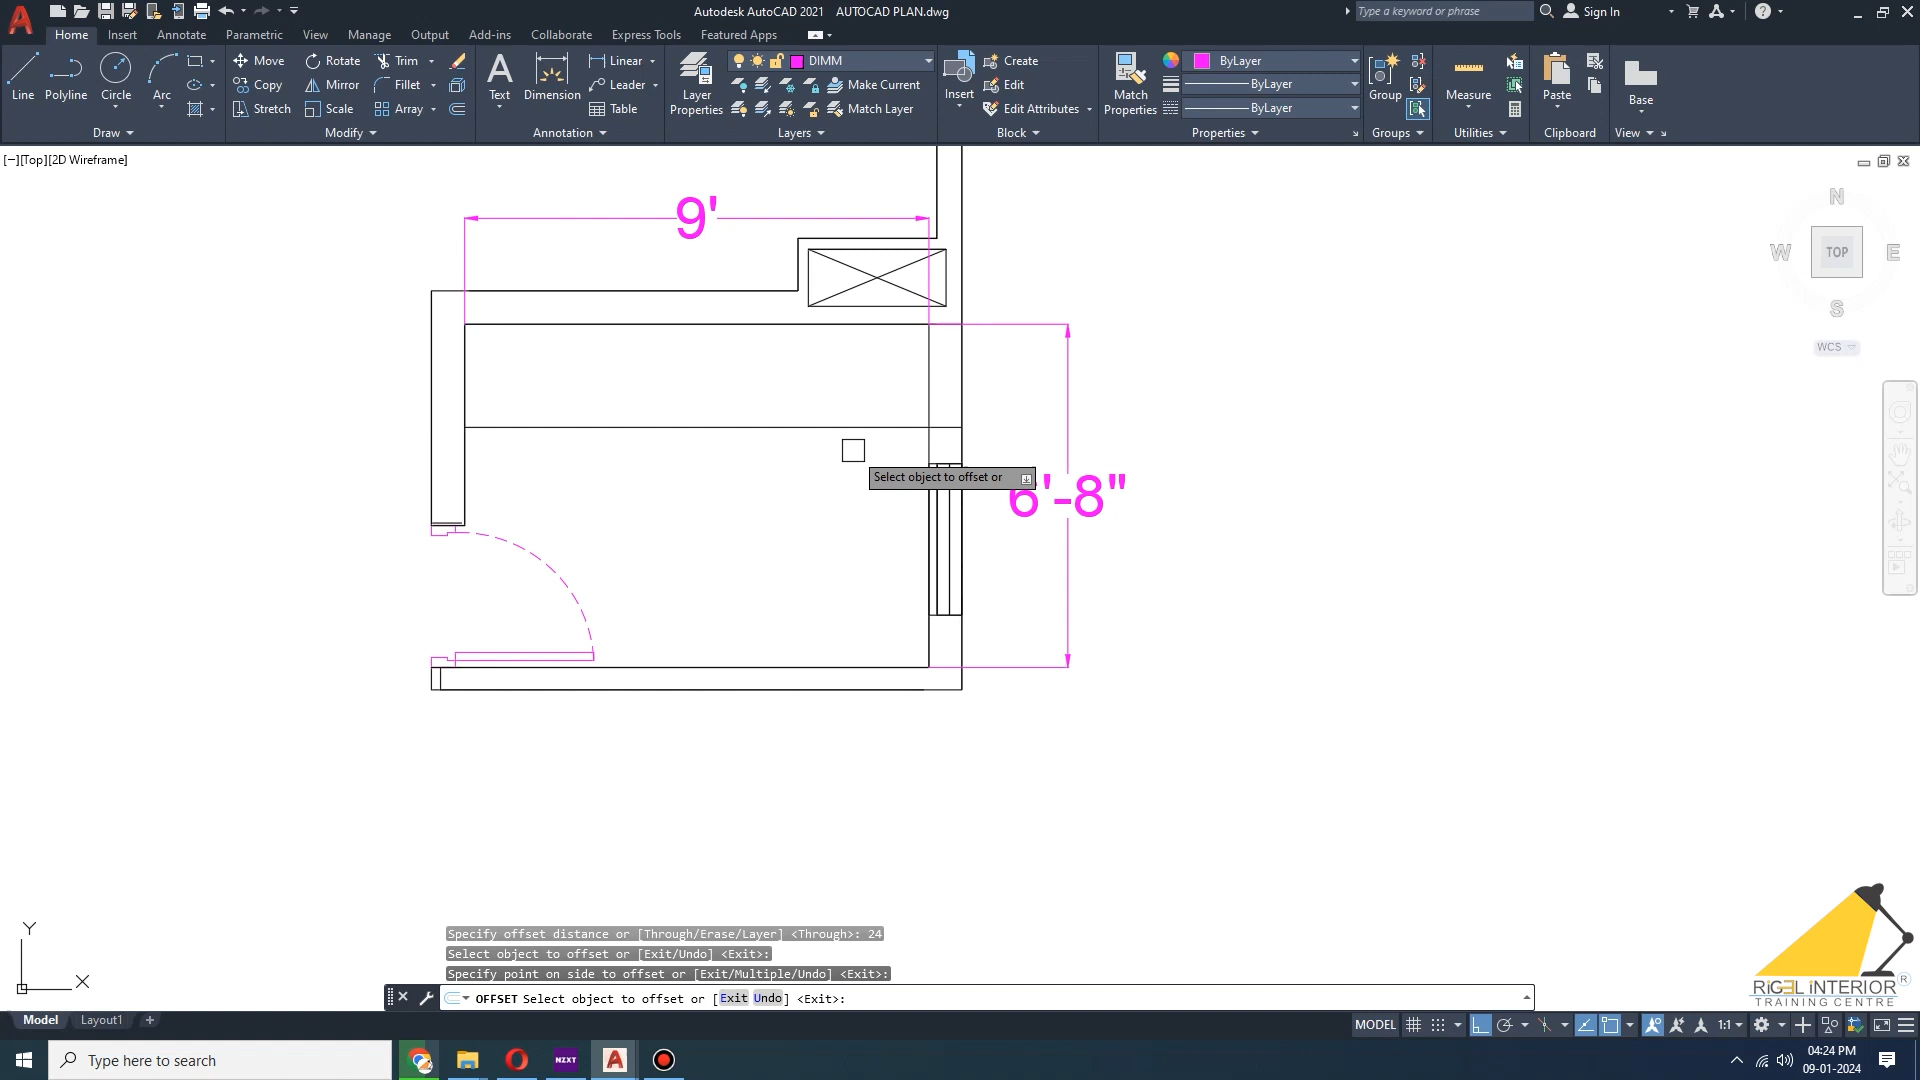 Autodesk AutoCAD 2021 AUTOCAD PLAN.dwg
Type a keyword or phrase
Sign In
Home Insert Annotate Parametric View Manage Output Add-ins Collaborate Express Tools Featured Apps
Line Polyline Circle Arc
Move Rotate Trim
Copy Mirror Fillet
Stretch Scale Array
Text Dimension
Linear
Leader
Table
Layer Properties
DIMM
Make Current
Match Layer
Insert
Create
Edit
Edit Attributes
Match Properties
ByLayer
ByLayer
ByLayer
Group
Measure
Paste
Base
Draw Modify Annotation Layers Block Properties Groups Utilities Clipboard View
[−][Top][2D Wireframe]
N
W TOP E
S
WCS
9'
6'-8"
Select object to offset or
Y
X
Specify offset distance or [Through/Erase/Layer] <Through>: 24
Select object to offset or [Exit/Undo] <Exit>:
Specify point on side to offset or [Exit/Multiple/Undo] <Exit>:
OFFSET Select object to offset or [Exit Undo] <Exit>:
RIGEL INTERIOR ®
TRAINING CENTRE
Model Layout1 +
MODEL 1:1
Type here to search
NZXT
04:24 PM
09-01-2024